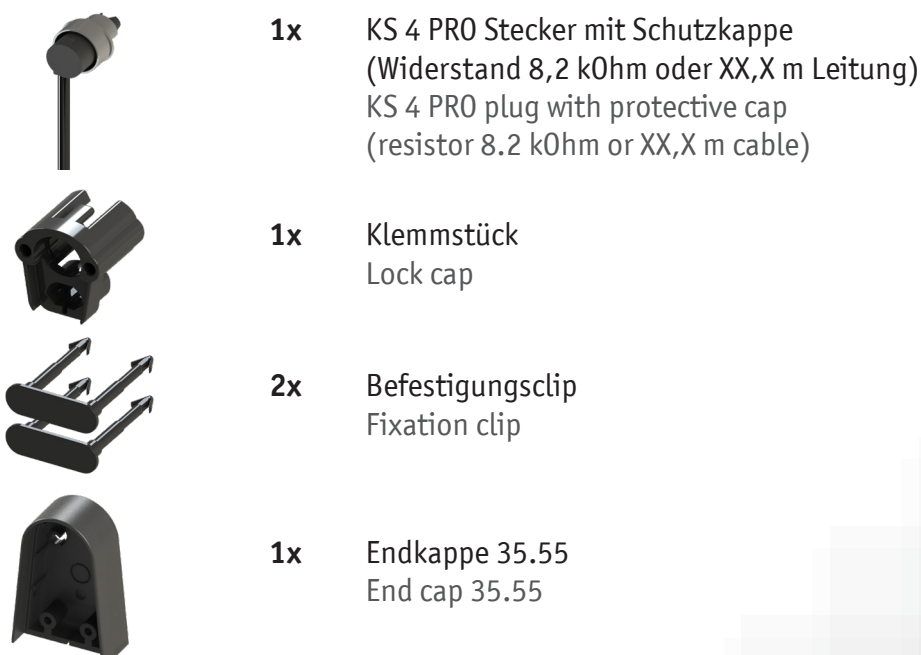 1x KS 4 PRO Stecker mit Schutzkappe
(Widerstand 8,2 kOhm oder XX,X m Leitung)
KS 4 PRO plug with protective cap
(resistor 8.2 kOhm or XX,X m cable)
1x Klemmstück
Lock cap
2x Befestigungsclip
Fixation clip
1x Endkappe 35.55
End cap 35.55